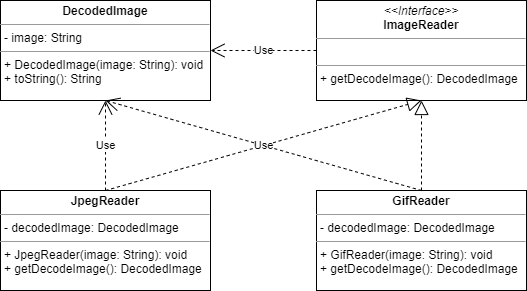 DecodedImage
- image: String
+ DecodedImage(image: String): void
+ toString(): String
<<Interface>>
ImageReader
+ getDecodeImage(): DecodedImage
Use
Use
Use
JpegReader
- decodedImage: DecodedImage
+ JpegReader(image: String): void
+ getDecodeImage(): DecodedImage
GifReader
- decodedImage: DecodedImage
+ GifReader(image: String): void
+ getDecodeImage(): DecodedImage